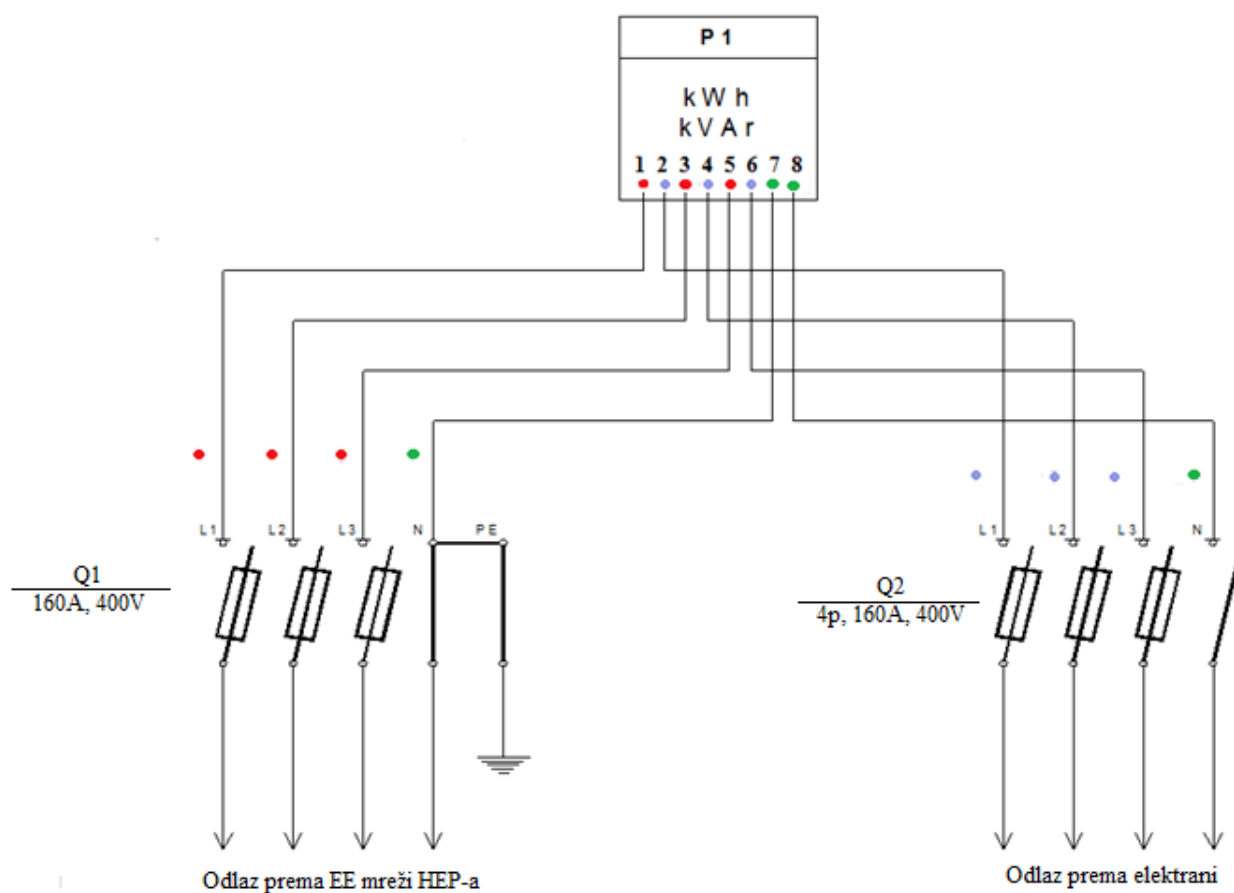 P 1
kWh
kVAr
1 2 3 4 5 6 7 8
L1 L2 L3 N PE
L1 L2 L3 N
Q1
160A, 400V
Q2
4p, 160A, 400V
Odlaz prema EE mreži HEP-a
Odlaz prema elektrani